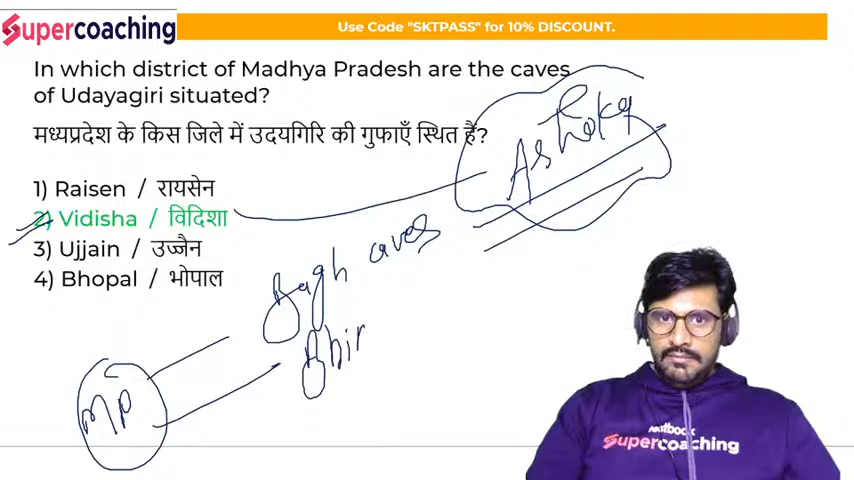 Supercoaching
Use Code "SKTPASS" for 10% DISCOUNT.
In which district of Madhya Pradesh are the caves
of Udayagiri situated?
मध्यप्रदेश के किस जिले में उदयगिरि की गुफाएँ स्थित हैं?
Ashoka
1) Raisen / रायसेन
2) Vidisha / विदिशा
3) Ujjain / उज्जैन
4) Bhopal / भोपाल
Bagh caves
Bhim
MP
testbook
Supercoaching